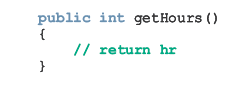 public int getHours()
{
// return hr
}